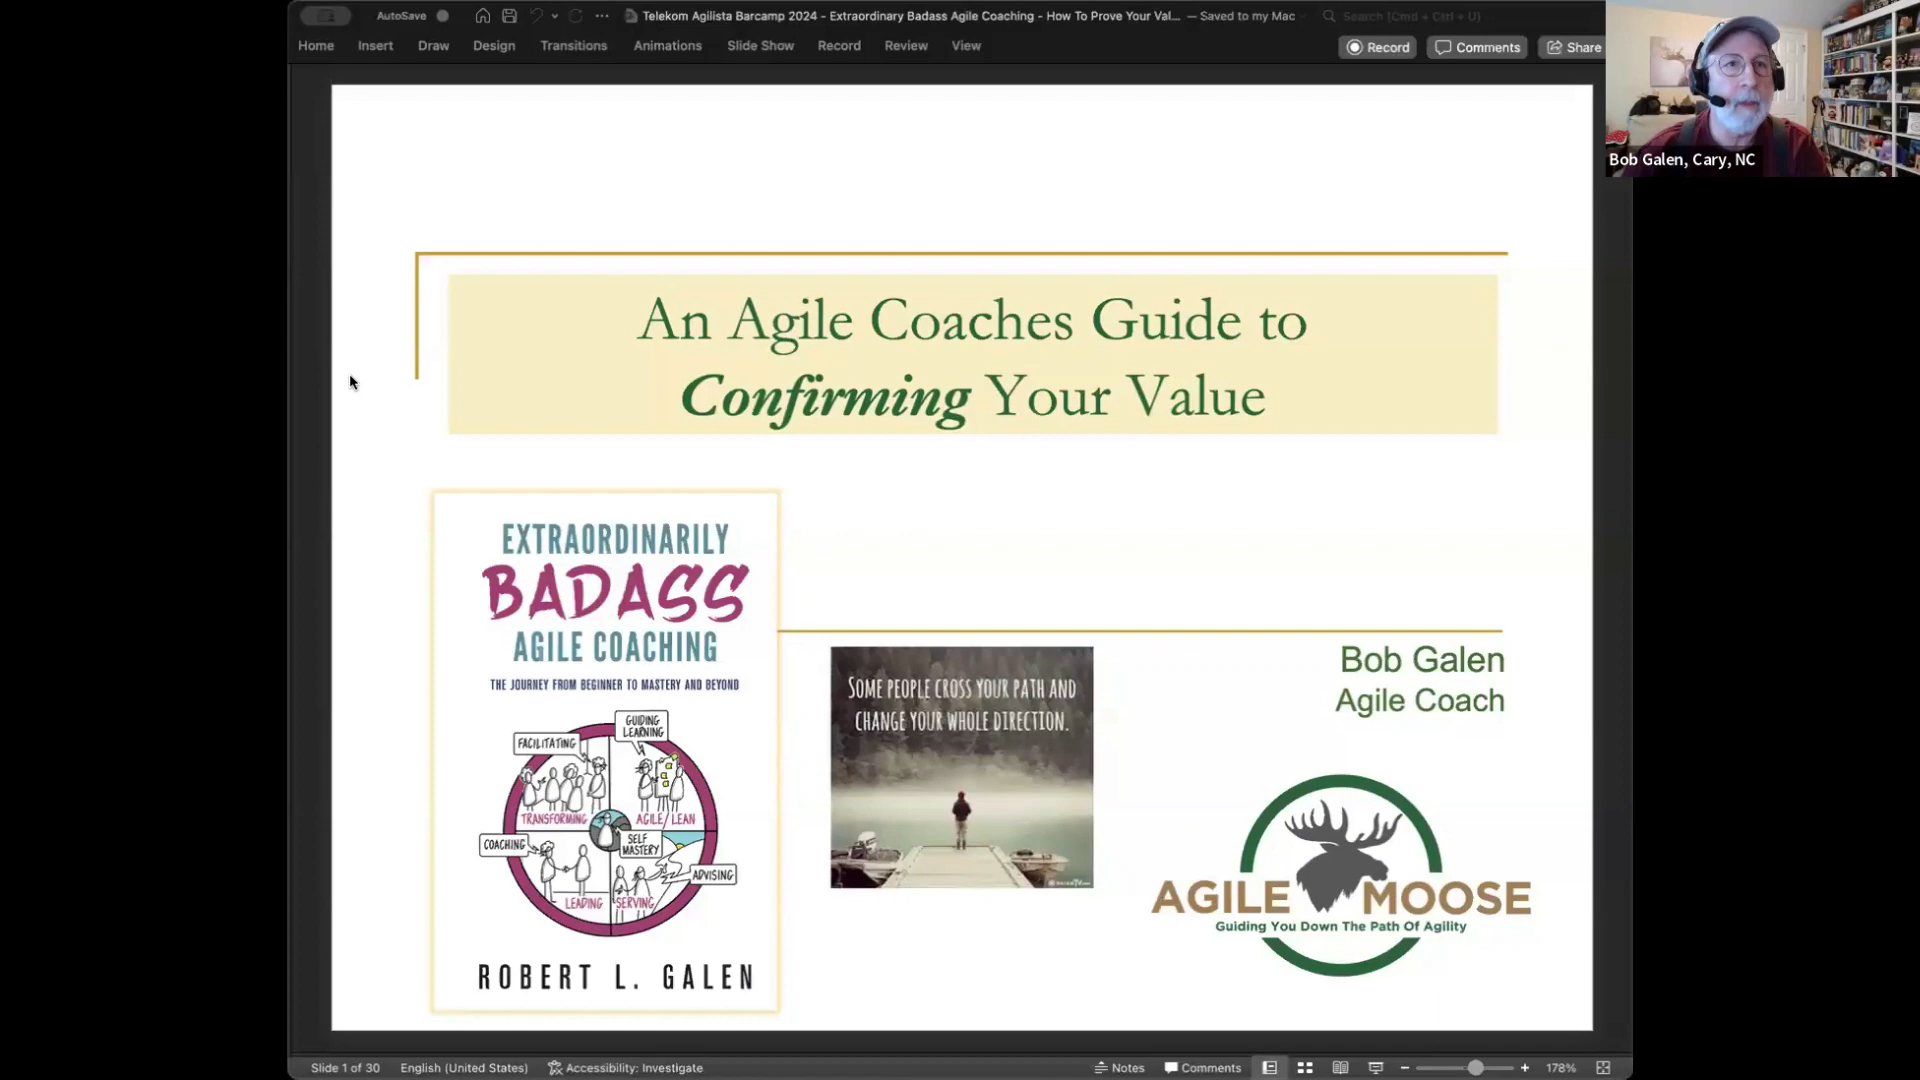 AutoSave
Telekom Agilista Barcamp 2024 - Extraordinary Badass Agile Coaching - How To Prove Your Val... — Saved to my Mac
Search (Cmd + Ctrl + U)
Home Insert Draw Design Transitions Animations Slide Show Record Review View
Record Comments Share
Bob Galen, Cary, NC
An Agile Coaches Guide to
Confirming Your Value
EXTRAORDINARILY
BADASS
AGILE COACHING
THE JOURNEY FROM BEGINNER TO MASTERY AND BEYOND
GUIDING
LEARNING
FACILITATING
TRANSFORMING
AGILE/LEAN
COACHING
SELF
MASTERY
ADVISING
LEADING
SERVING
ROBERT L. GALEN
SOME PEOPLE CROSS YOUR PATH AND
CHANGE YOUR WHOLE DIRECTION.
Bob Galen
Agile Coach
AGILE MOOSE
Guiding You Down The Path Of Agility
Slide 1 of 30 English (United States) Accessibility: Investigate Notes Comments 178%